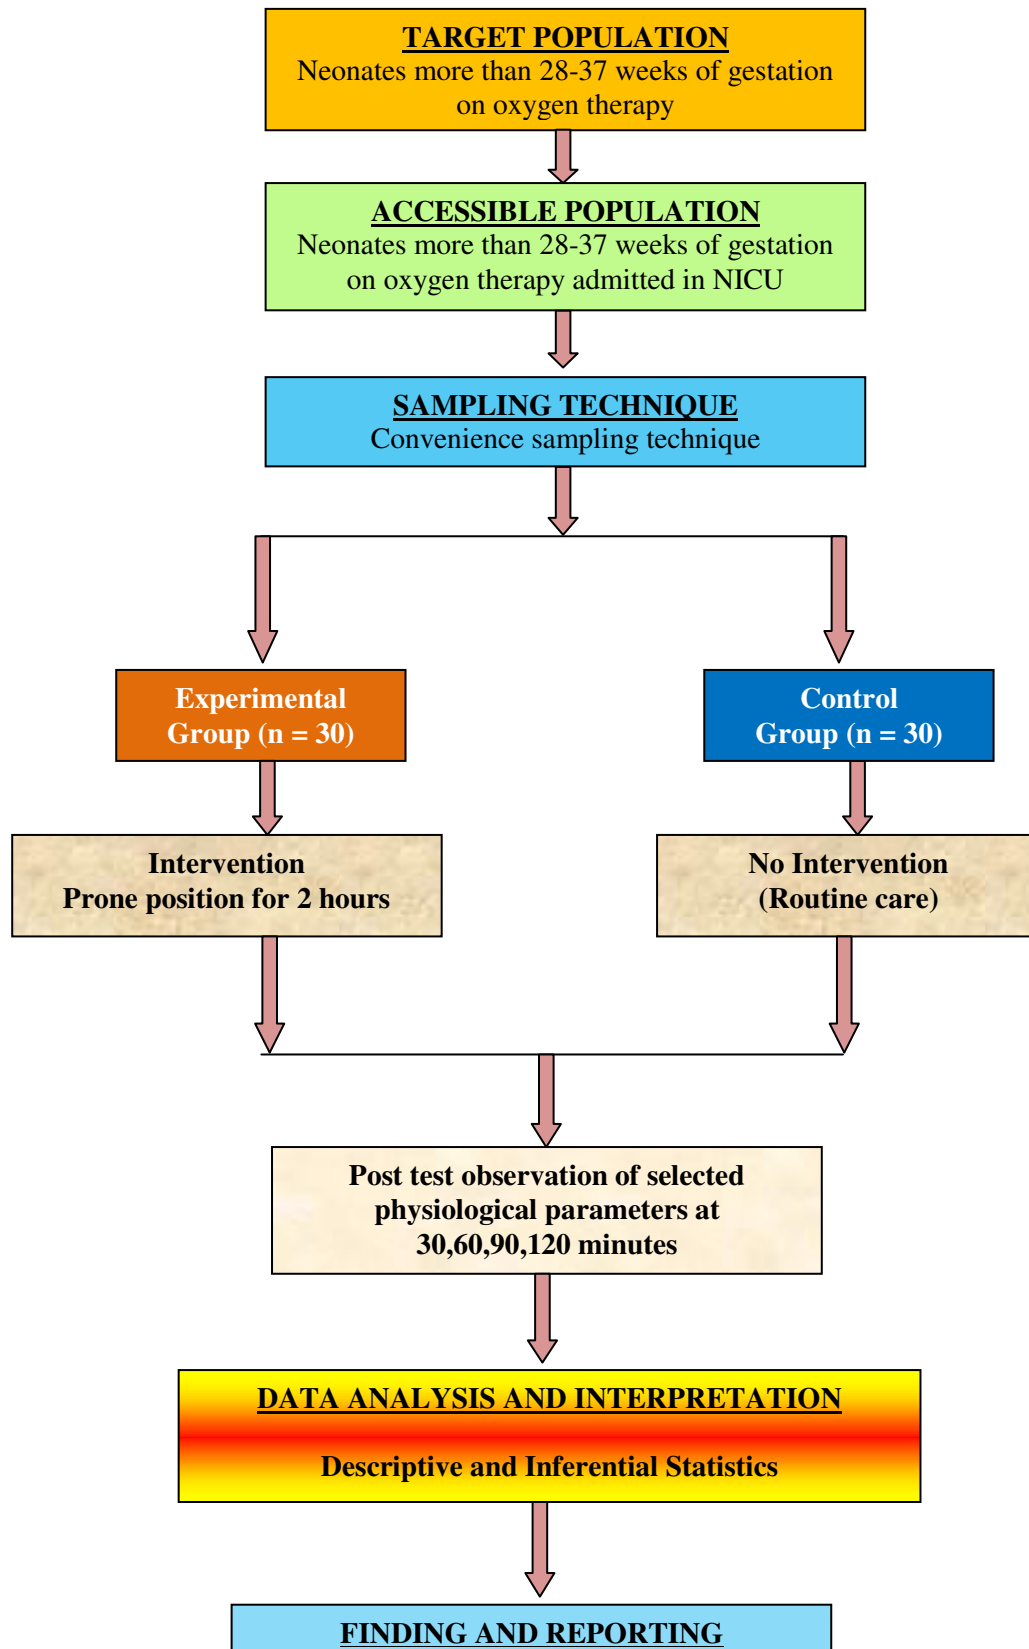 TARGET POPULATION
Neonates more than 28-37 weeks of gestation
on oxygen therapy
ACCESSIBLE POPULATION
Neonates more than 28-37 weeks of gestation
on oxygen therapy admitted in NICU
SAMPLING TECHNIQUE
Convenience sampling technique
Experimental
Group (n = 30)
Control
Group (n = 30)
Intervention
Prone position for 2 hours
No Intervention
(Routine care)
Post test observation of selected
physiological parameters at
30,60,90,120 minutes
DATA ANALYSIS AND INTERPRETATION
Descriptive and Inferential Statistics
FINDING AND REPORTING